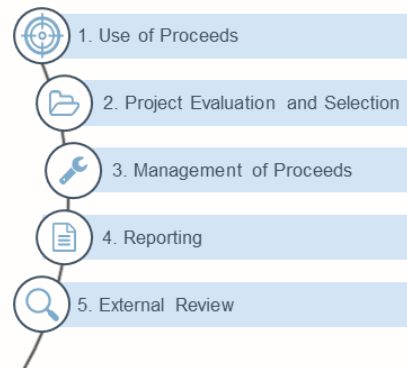 1. Use of Proceeds
2. Project Evaluation and Selection
3. Management of Proceeds
4. Reporting
5. External Review